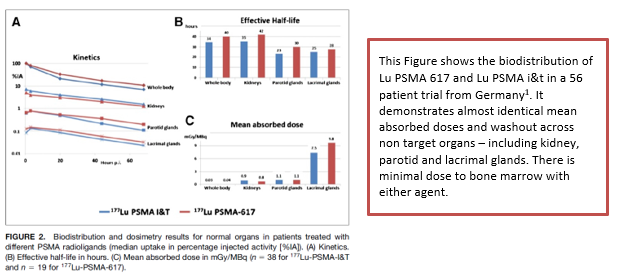 A
Kinetics
100
%IA
10
1
0.1
0.01
0
20
40
60
Hours p.i.
Whole body
Kidneys
Parotid glands
Lacrimal glands
B
Effective Half-life
hours
Whole body
Kidneys
Parotid glands
Lacrimal glands
C
Mean absorbed dose
mGy/MBq
Whole body
Kidneys
Parotid glands
Lacrimal glands
¹⁷⁷Lu PSMA I&T
¹⁷⁷Lu PSMA-617
FIGURE 2. Biodistribution and dosimetry results for normal organs in patients treated with
different PSMA radioligands (median uptake in percentage injected activity [%IA]). (A) Kinetics.
(B) Effective half-life in hours. (C) Mean absorbed dose in mGy/MBq (n = 38 for ¹⁷⁷Lu-PSMA-I&T
and n = 19 for ¹⁷⁷Lu-PSMA-617).
This Figure shows the biodistribution of
Lu PSMA 617 and Lu PSMA i&t in a 56
patient trial from Germany¹. It
demonstrates almost identical mean
absorbed doses and washout across
non target organs – including kidney,
parotid and lacrimal glands. There is
minimal dose to bone marrow with
either agent.